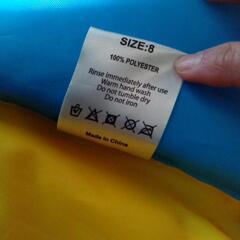 SIZE:8
100% POLYESTER
Rinse immediately after use
Warm hand wash
Do not tumble dry
Do not iron
Made in China